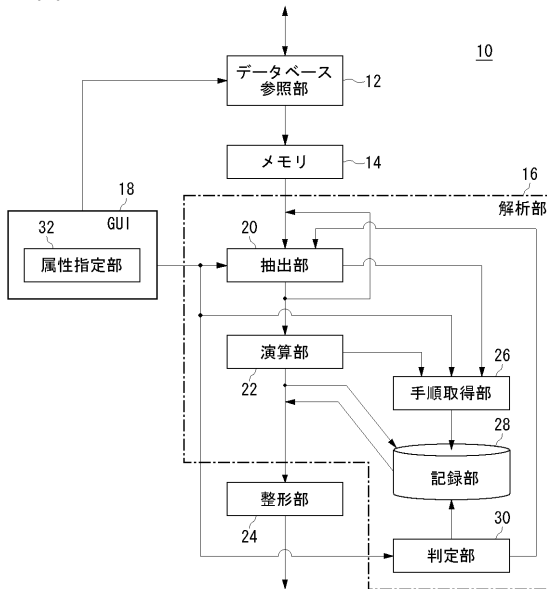 10
データベース
参照部
12
メモリ
14
16
解析部
18
GUI
32
属性指定部
20
抽出部
演算部
22
26
手順取得部
28
記録部
整形部
24
30
判定部